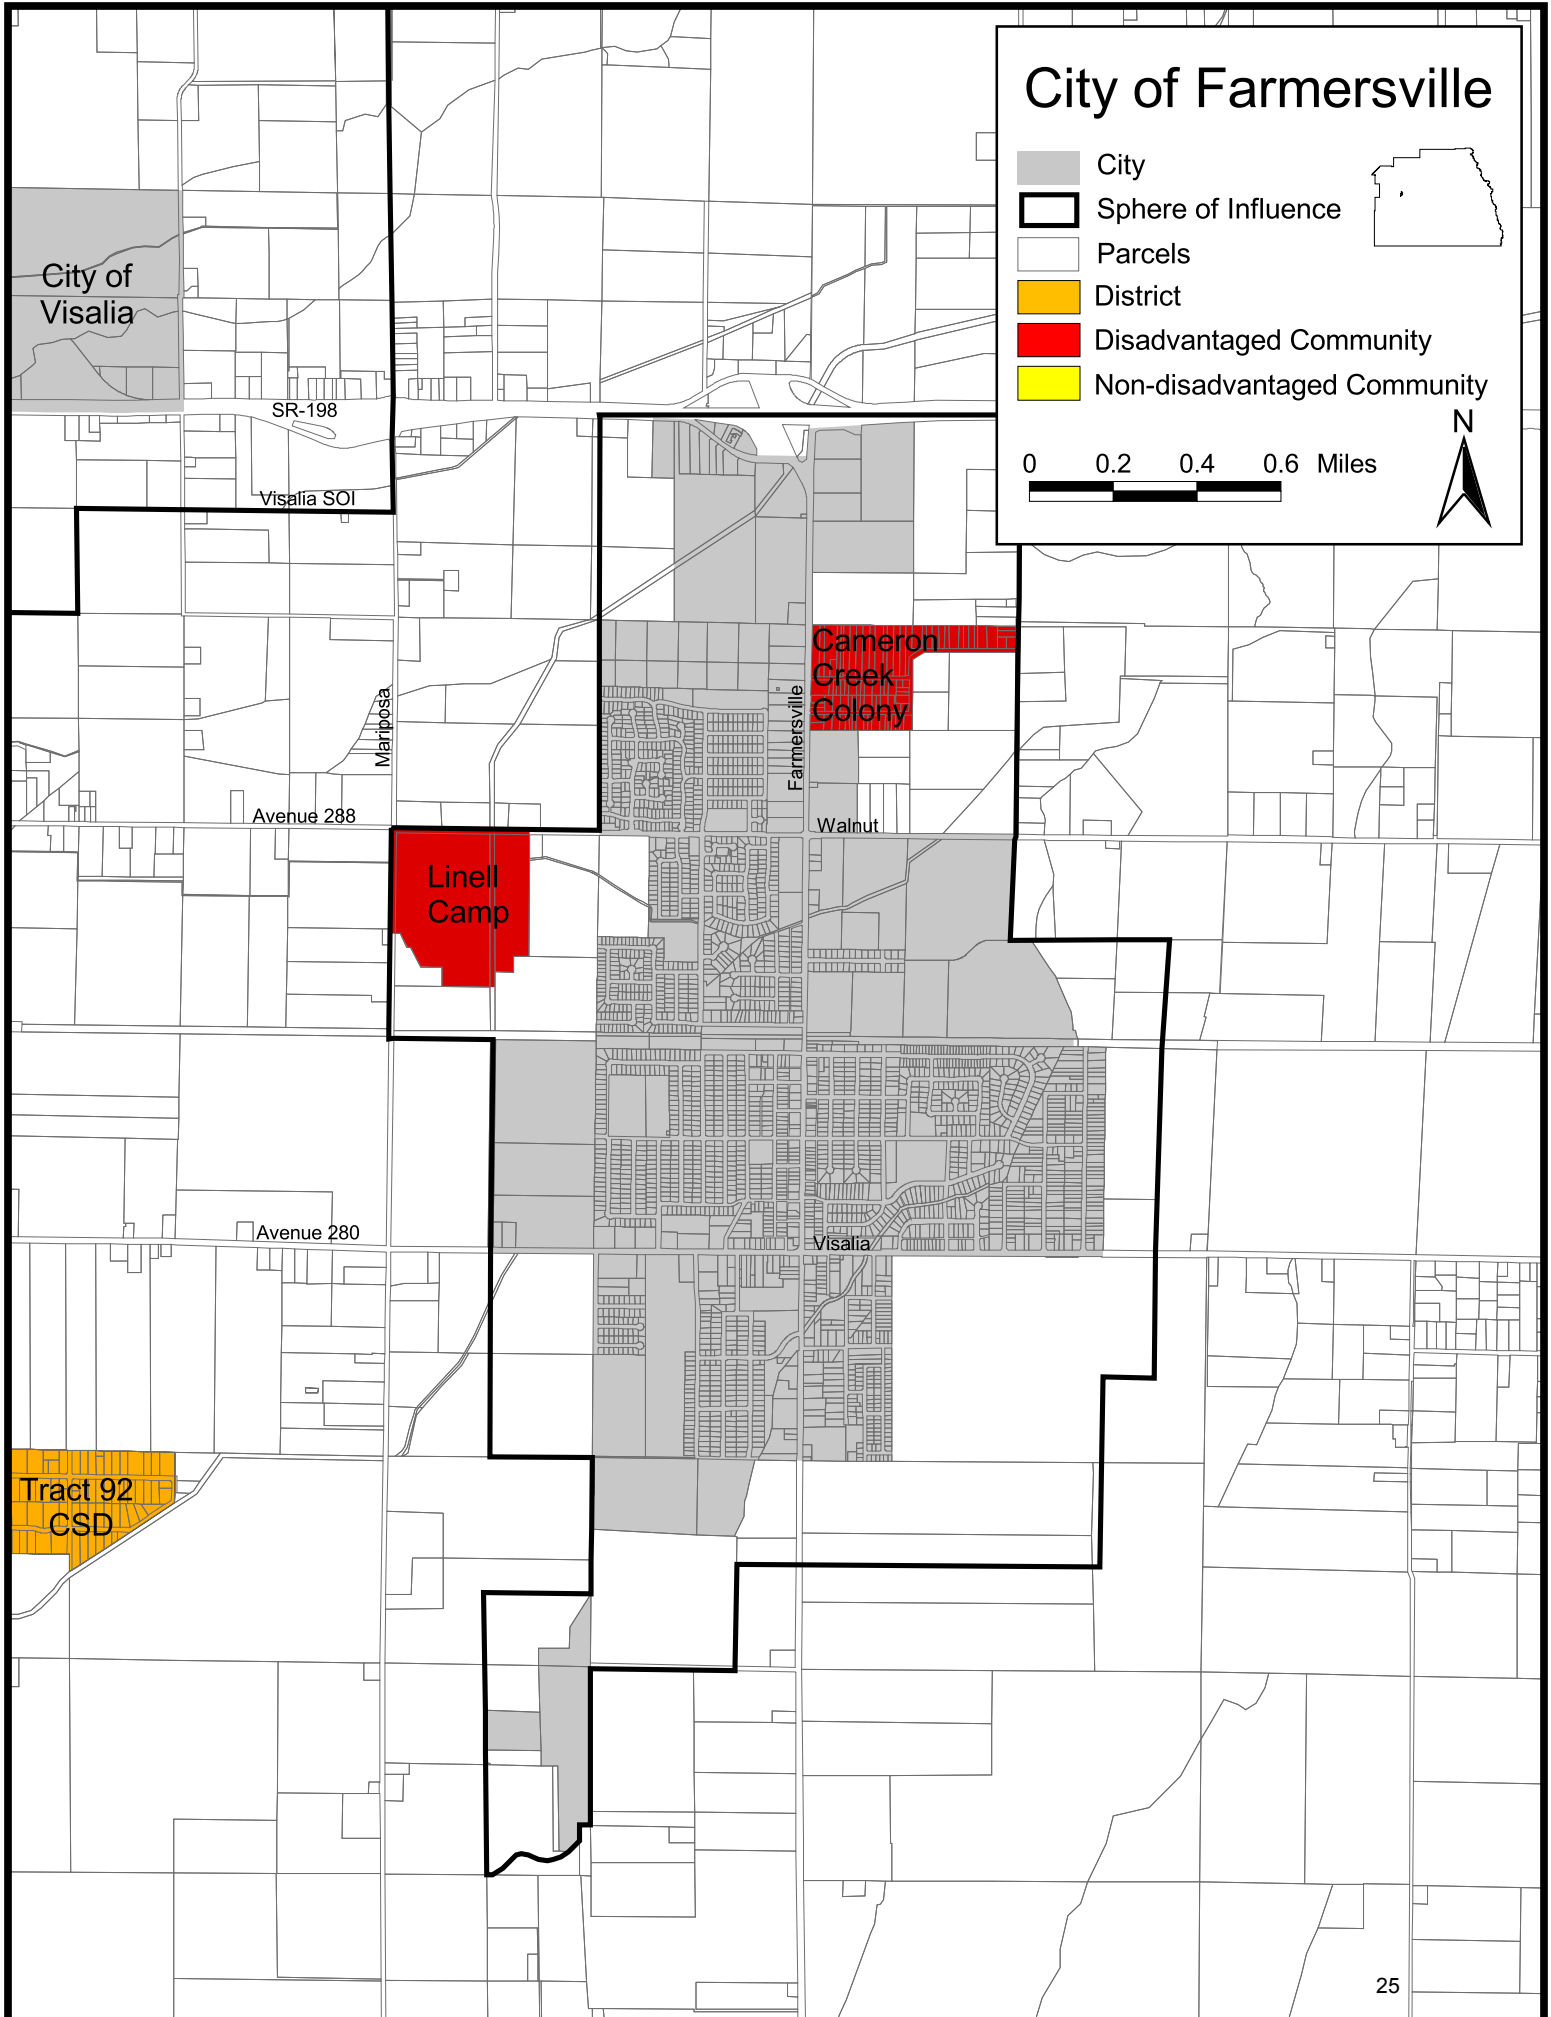 City of Farmersville
City
Sphere of Influence
Parcels
District
Disadvantaged Community
Non-disadvantaged Community
N
0 0.2 0.4 0.6 Miles
City of
Visalia
SR-198
Visalia SOI
Cameron
Creek
Colony
Mariposa
Farmersville
Avenue 288
Walnut
Linell
Camp
Avenue 280
Visalia
Tract 92
CSD
25